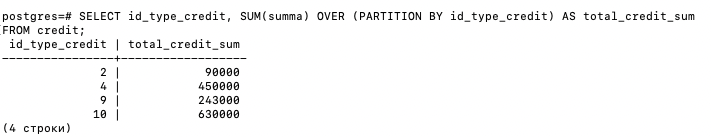 postgres=# SELECT id_type_credit, SUM(summa) OVER (PARTITION BY id_type_credit) AS total_credit_sum
FROM credit;
 id_type_credit | total_credit_sum
----------------+------------------
              2 |            90000
              4 |           450000
              9 |           243000
             10 |           630000
(4 строки)